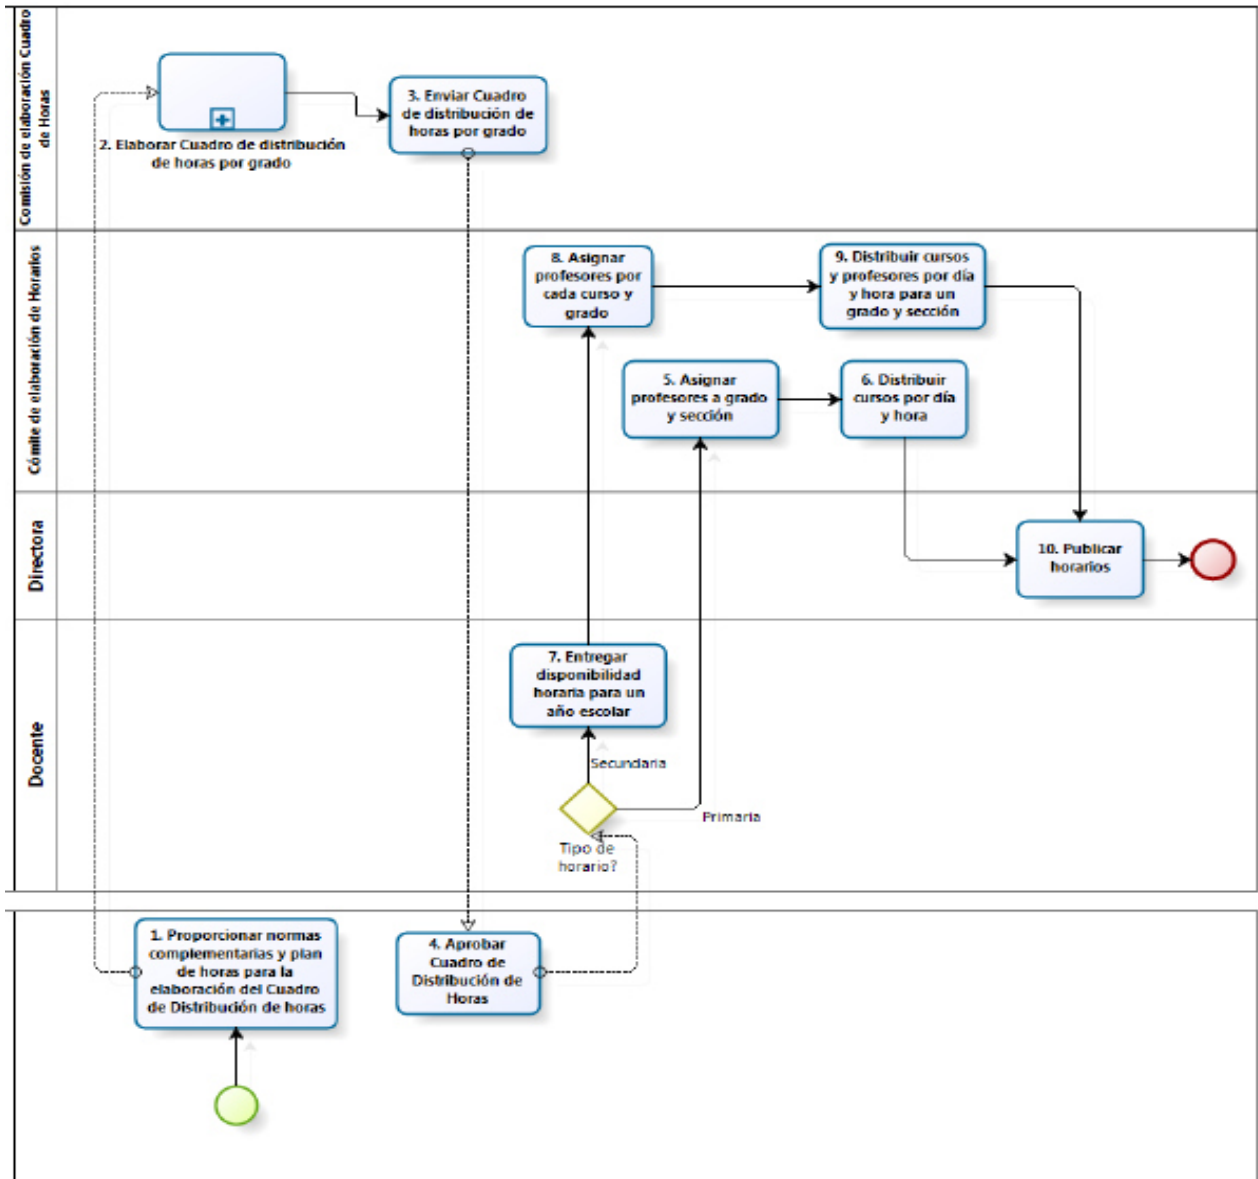 Comisión de elaboración Cuadro
de Horas
2. Elaborar Cuadro de distribución
de horas por grado
3. Enviar Cuadro
de distribución de
horas por grado
Cómite de elaboración de Horarios
8. Asignar
profesores por
cada curso y
grado
9. Distribuir cursos
y profesores por día
y hora para un
grado y sección
5. Asignar
profesores a grado
y sección
6. Distribuir
cursos por día
y hora
Directora
10. Publicar
horarios
Docente
7. Entregar
disponibilidad
horaria para un
año escolar
Secundaria
Primaria
Tipo de
horario?
1. Proporcionar normas
complementarias y plan
de horas para la
elaboración del Cuadro
de Distribución de horas
4. Aprobar
Cuadro de
Distribución de
Horas